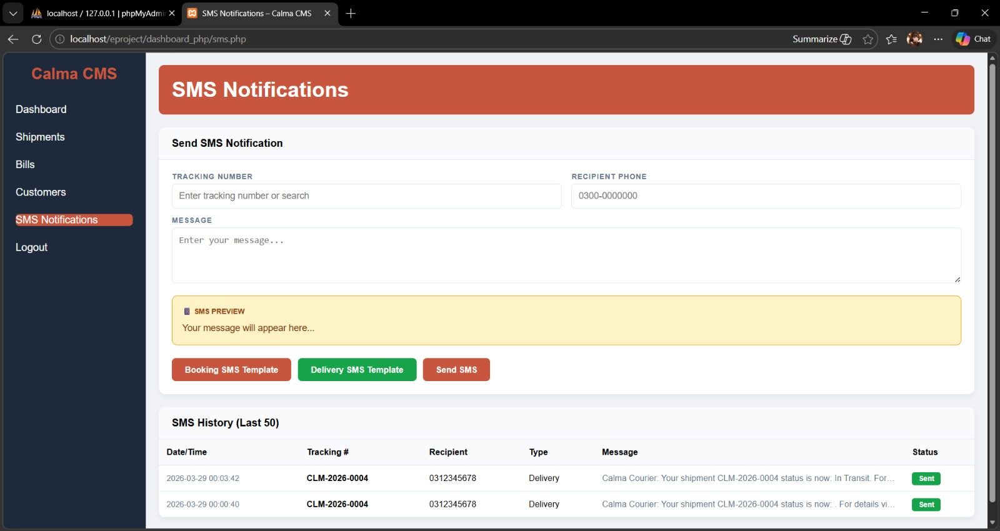 localhost / 127.0.0.1 | phpMyAdmi
SMS Notifications – Calma CMS
localhost/eproject/dashboard_php/sms.php
Summarize
Chat
Calma CMS
Dashboard
Shipments
Bills
Customers
SMS Notifications
Logout
SMS Notifications
Send SMS Notification
TRACKING NUMBER
RECIPIENT PHONE
Enter tracking number or search
0300-0000000
MESSAGE
Enter your message...
SMS PREVIEW
Your message will appear here...
Booking SMS Template
Delivery SMS Template
Send SMS
SMS History (Last 50)
Date/Time Tracking # Recipient Type Message Status
2026-03-29 00:03:42 CLM-2026-0004 0312345678 Delivery Calma Courier: Your shipment CLM-2026-0004 status is now: In Transit. For... Sent
2026-03-29 00:00:40 CLM-2026-0004 0312345678 Delivery Calma Courier: Your shipment CLM-2026-0004 status is now: . For details vi... Sent